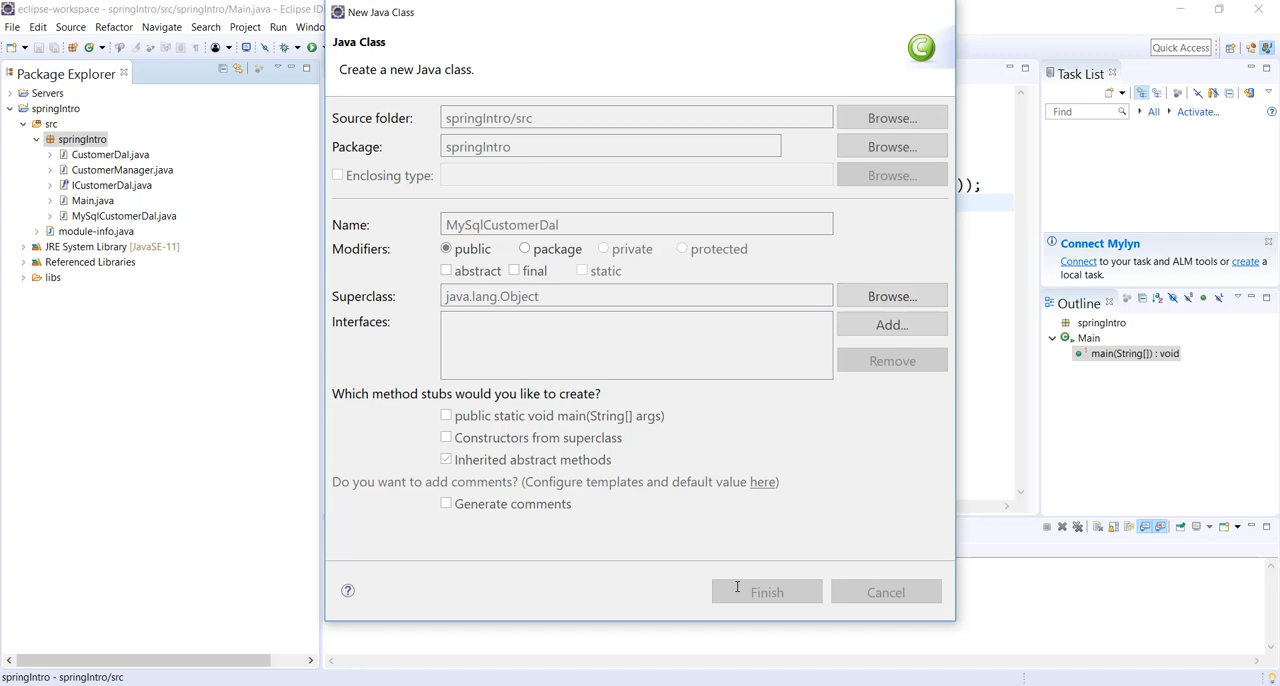 eclipse-workspace - springIntro/src/springIntro/Main.java - Eclipse ID
File Edit Source Refactor Navigate Search Project Run Windo
Quick Access
Package Explorer
Servers
springIntro
src
springIntro
CustomerDal.java
CustomerManager.java
ICustomerDal.java
Main.java
MySqlCustomerDal.java
module-info.java
JRE System Library [JavaSE-11]
Referenced Libraries
libs
New Java Class
Java Class
Create a new Java class.
Source folder: springIntro/src Browse...
Package: springIntro Browse...
Enclosing type: Browse...
Name: MySqlCustomerDal
Modifiers: public package private protected
abstract final static
Superclass: java.lang.Object Browse...
Interfaces: Add...
Remove
Which method stubs would you like to create?
public static void main(String[] args)
Constructors from superclass
Inherited abstract methods
Do you want to add comments? (Configure templates and default value here)
Generate comments
Finish Cancel
));
Task List
Find All Activate...
Connect Mylyn
Connect to your task and ALM tools or create a
local task.
Outline
springIntro
Main
main(String[]) : void
springIntro - springIntro/src